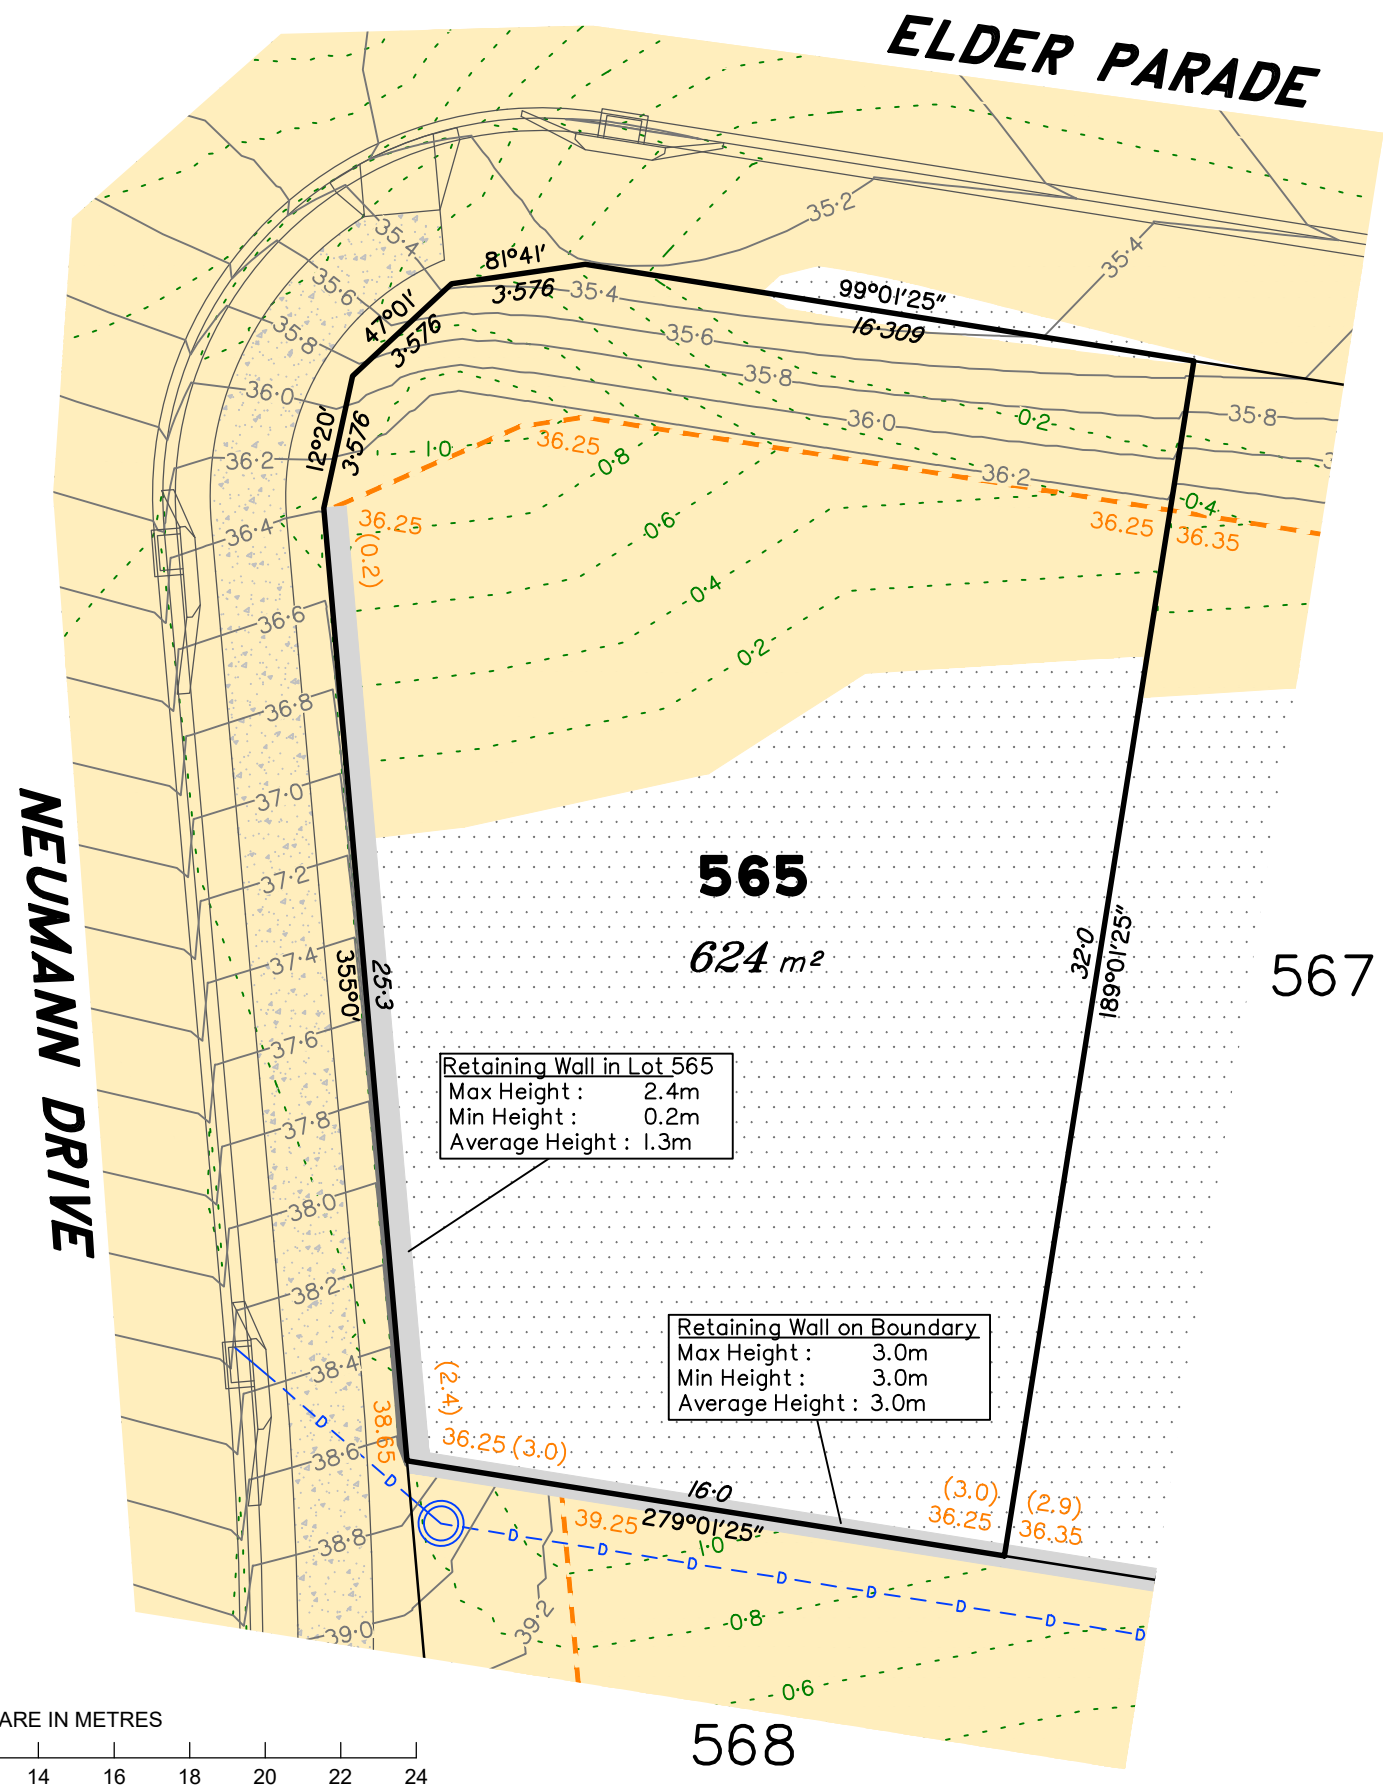 ELDER PARADE
35·2
35·4
35·4
81°41'
3·576
35·4
99°01'25"
16·309
35·6
47°01'
3·576
35·6
35·8
35·8
36·0
36·0
35·8
0·2
12°20'
3·576
1·0
36.25
0·8
36·2
36·2
36·4
36.25
(0.2)
0·6
36.25
36.35
0·4
0·4
36·6
0·2
36·8
37·0
NEUMANN DRIVE
37·2
565
624 m²
37·4
355°0'
25·3
32·0
189°01'25"
567
37·6
Retaining Wall in Lot 565
Max Height : 2.4m
Min Height : 0.2m
Average Height : 1.3m
37·8
38·0
38·2
Retaining Wall on Boundary
Max Height : 3.0m
Min Height : 3.0m
Average Height : 3.0m
38·4
(2.4)
38.65
36.25 (3.0)
38·6
D
D
16·0
279°01'25"
(3.0)
36.25
(2.9)
36.35
39.25
38·8
D
D
D
D
D
D
D
D
1·0
39·2
0·8
39·0
0·6
568
ARE IN METRES
14 16 18 20 22 24